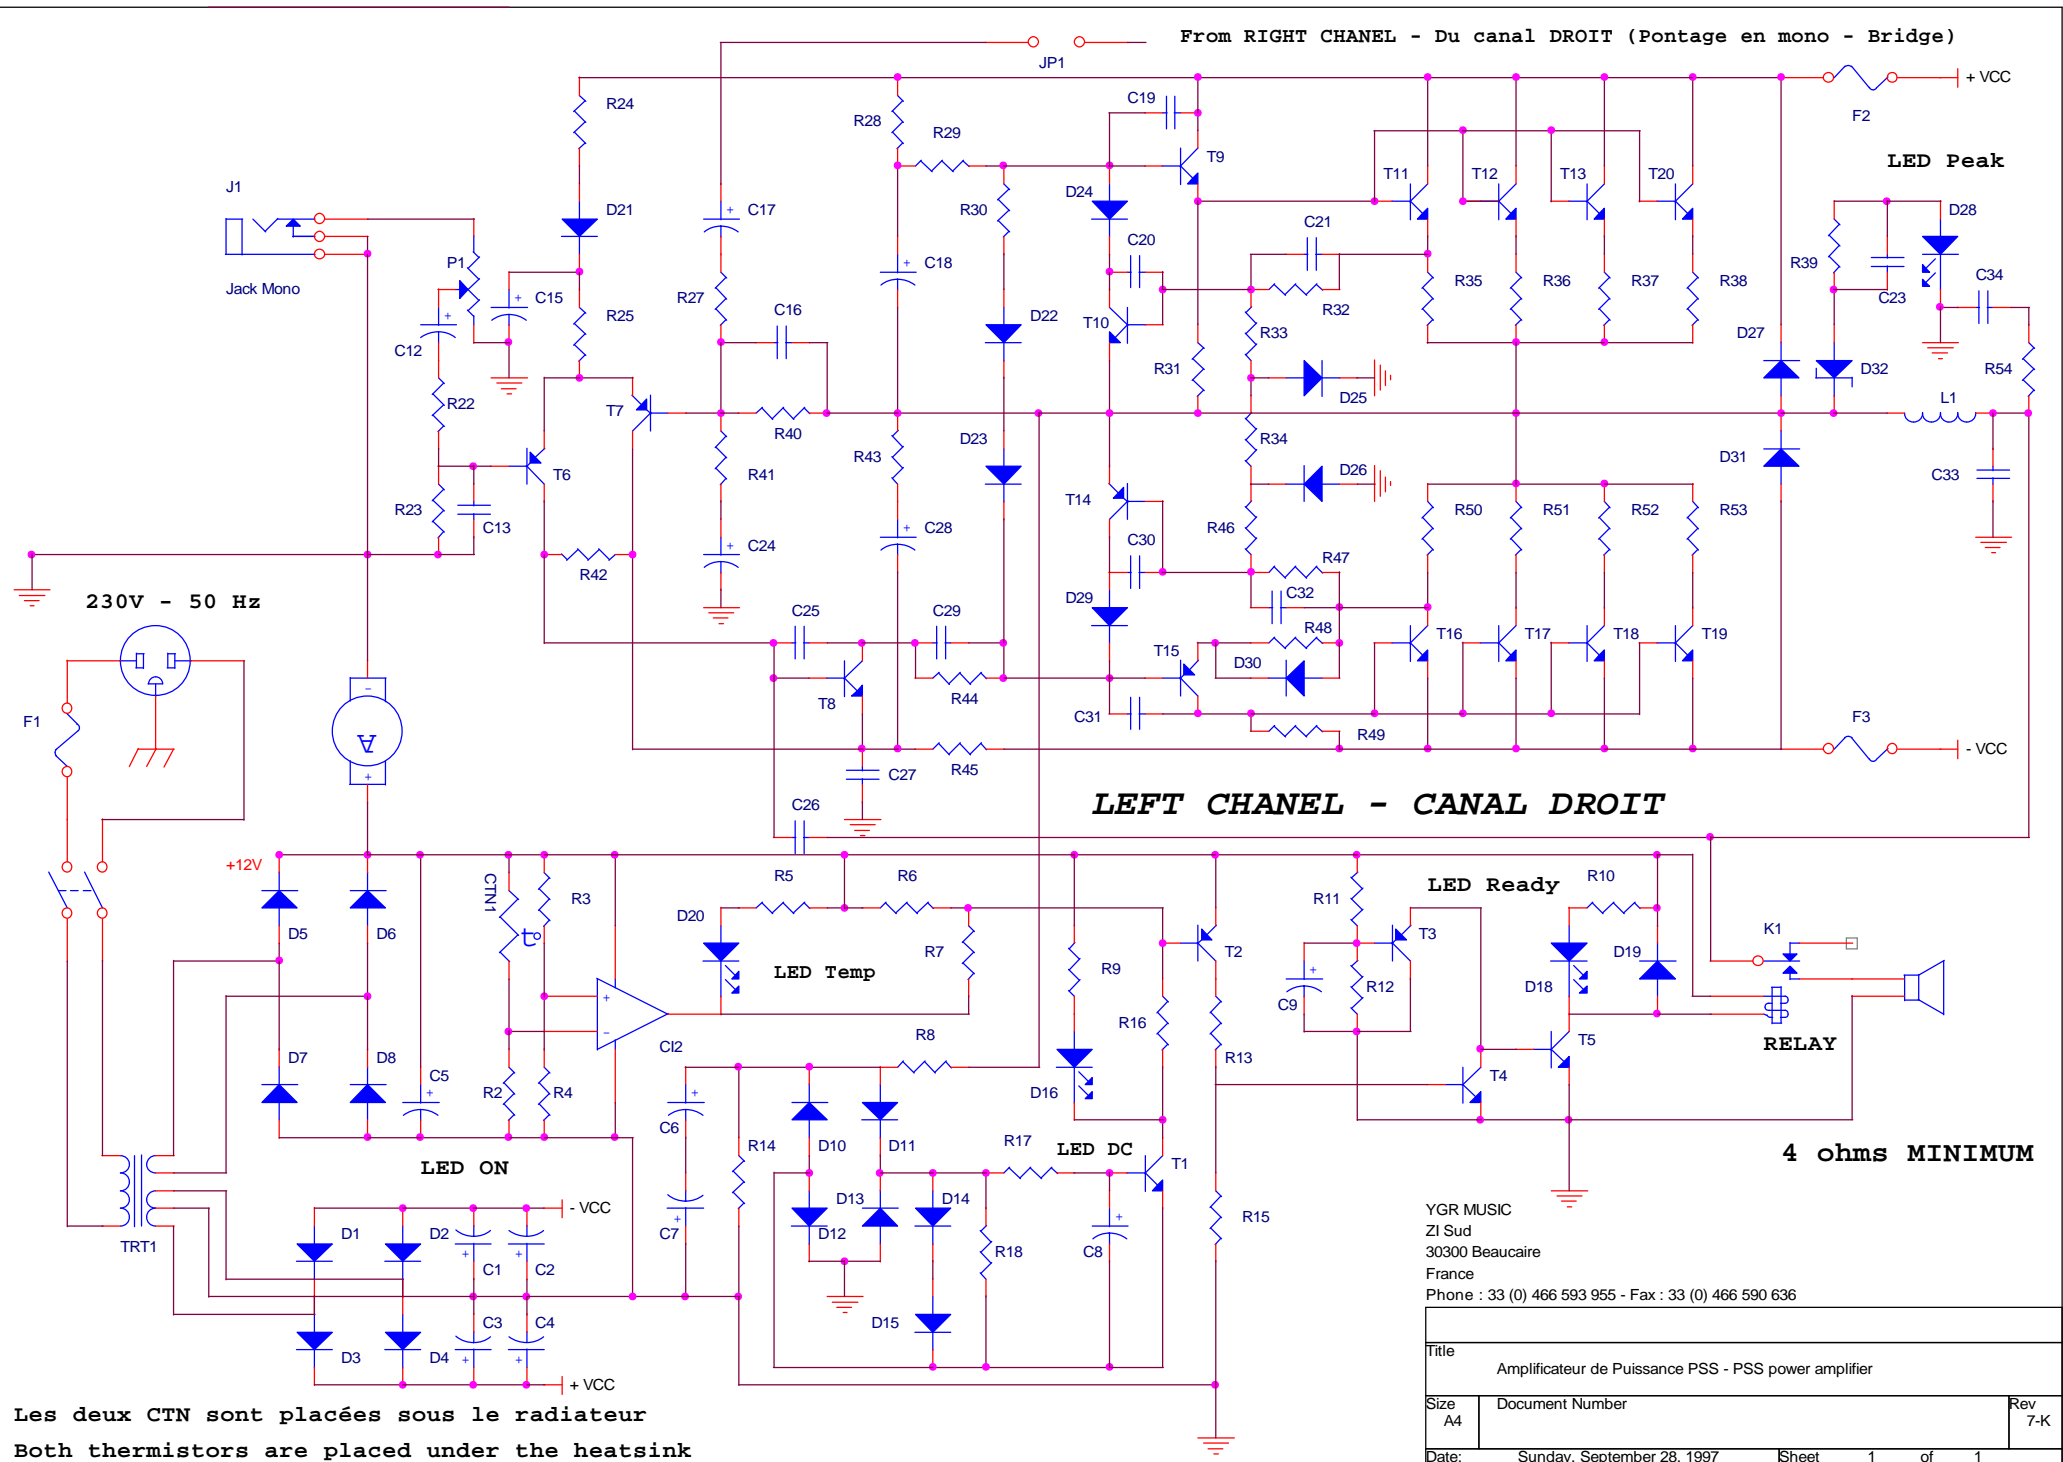 From RIGHT CHANEL - Du canal DROIT (Pontage en mono - Bridge)
JP1
+ VCC
F2
R24
R28
R29
C19
T9
T11
T12
T13
T20
LED Peak
J1
Jack Mono
D21
C17
R30
D24
C21
D28
P1
C15
R25
R27
C16
C18
C20
R35
R36
R37
R38
R39
C23
C34
C12
D22
T10
R33
R32
D27
R22
T7
R40
R31
D25
D32
R54
L1
T6
R41
R43
D23
R34
D26
D31
R23
C13
T14
R46
R50
R51
R52
R53
C33
R42
C24
C28
C30
R47
C32
230V - 50 Hz
C25
C29
D29
R48
T16
T17
T18
T19
T15
D30
F1
-
A
+
T8
R44
C31
R49
F3
- VCC
C27
R45
C26
LEFT CHANEL - CANAL DROIT
+12V
CTN1
t°
R3
R5
R6
R11
LED Ready
R10
D5
D6
D20
LED Temp
R7
R9
T2
T3
D19
K1
C9
R12
D18
+
-
R16
R8
R13
T5
RELAY
D7
D8
C5
R2
R4
CI2
D16
T4
C6
R14
D10
D11
R17
LED DC
T1
4 ohms MINIMUM
LED ON
- VCC
D13
D14
D12
C7
R18
C8
R15
TRT1
D1
D2
C1
C2
D3
D4
C3
C4
D15
+ VCC
YGR MUSIC
ZI Sud
30300 Beaucaire
France
Phone : 33 (0) 466 593 955 - Fax : 33 (0) 466 590 636
Title
Amplificateur de Puissance PSS - PSS power amplifier
Size
A4
Document Number
Rev
7-K
Date:
Sunday, September 28, 1997
Sheet 1 of 1
Les deux CTN sont placées sous le radiateur
Both thermistors are placed under the heatsink